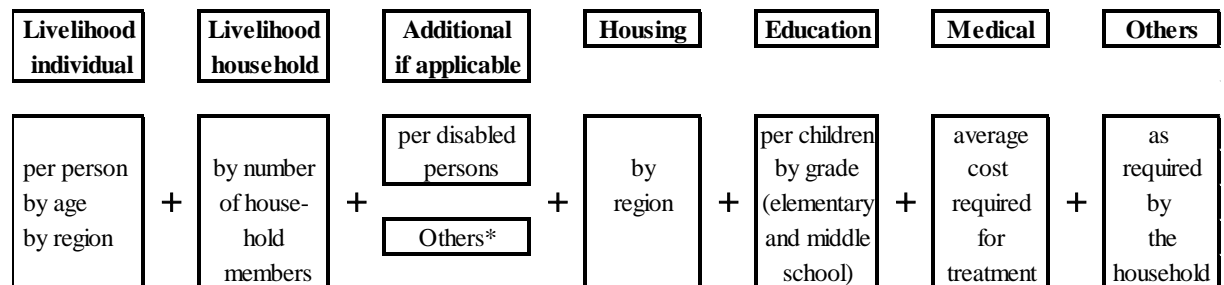 Livelihood
individual
Livelihood
household
Additional
if applicable
Housing
Education
Medical
Others
per person
by age
by region
+
by number
of house-
hold
members
+
per disabled
persons
Others*
+
by
region
+
per children
by grade
(elementary
and middle
school)
+
average
cost
required
for
treatment
+
as
required
by
the
household